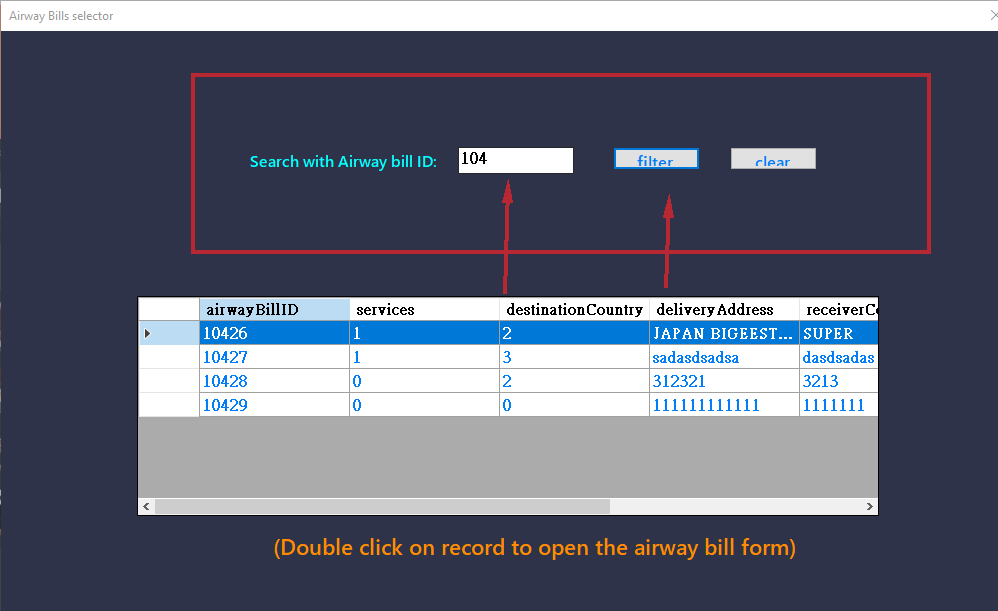 Airway Bills selector
Search with Airway bill ID: 104 filter clear
airwayBillID services destinationCountry deliveryAddress receiverCo
10426 1 2 JAPAN BIGEEST... SUPER
10427 1 3 sadasdsadsa dasdsadas
10428 0 2 312321 3213
10429 0 0 111111111111 1111111
(Double click on record to open the airway bill form)